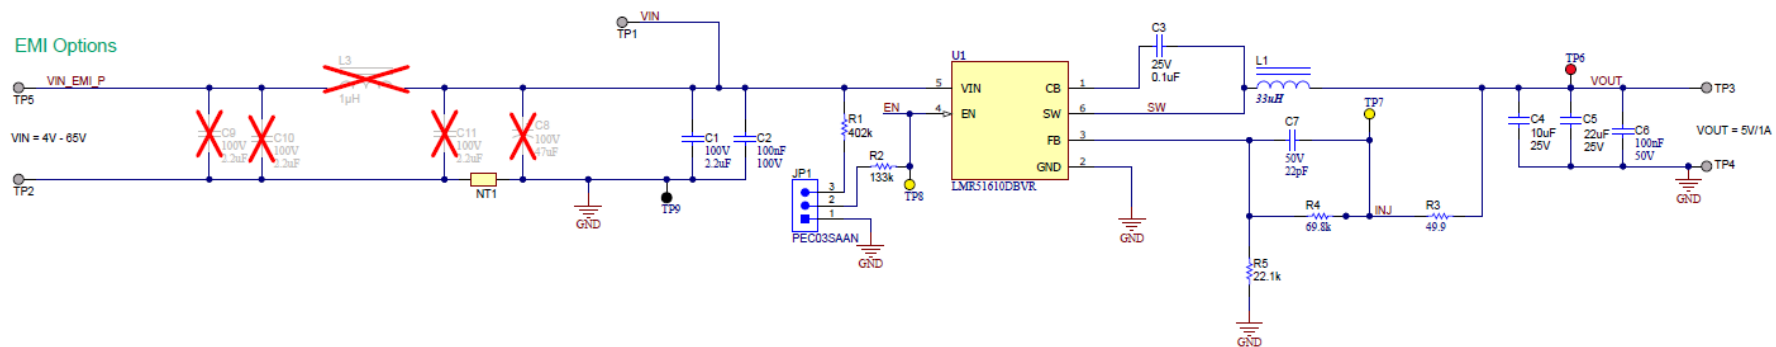 EMI Options
VIN_EMI_P
TP5
VIN = 4V - 65V
TP2
C9
100V
2.2uF
C10
100V
2.2uF
L3
1µH
C11
100V
2.2uF
C8
100V
47uF
NT1
GND
TP9
VIN
TP1
C1
100V
2.2uF
C2
100nF
100V
R1
402k
R2
133k
JP1
3
2
1
PEC03SAAN
GND
EN
TP8
U1
5
VIN
4
EN
CB
1
SW
6
FB
3
GND
2
LMR51610DBVR
GND
C3
25V
0.1uF
SW
L1
33uH
TP7
C7
50V
22pF
R4
69.8k
INJ
R3
49.9
R5
22.1k
GND
C4
10uF
25V
TP6
C5
22uF
25V
VOUT
C6
100nF
50V
TP3
VOUT = 5V/1A
TP4
GND